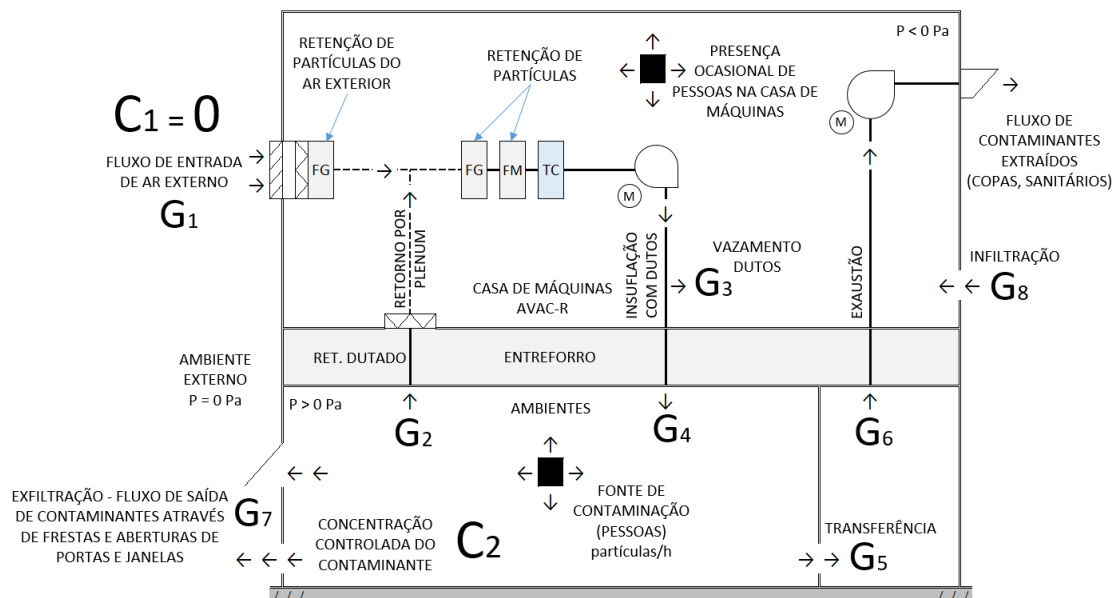 RETENÇÃO DE
PARTÍCULAS DO
AR EXTERIOR
RETENÇÃO DE
PARTÍCULAS
PRESENÇA
OCASIONAL DE
PESSOAS NA CASA DE
MÁQUINAS
P < 0 Pa
C1 = 0
FLUXO DE ENTRADA
DE AR EXTERNO
G1
FG
FG
FM
TC
M
M
FLUXO DE
CONTAMINANTES
EXTRAÍDOS
(COPAS, SANITÁRIOS)
RETORNO POR
PLENUM
CASA DE MÁQUINAS
AVAC-R
INSUFLAÇÃO
COM DUTOS
VAZAMENTO
DUTOS
G3
EXAUSTÃO
INFILTRAÇÃO
G8
RET. DUTADO
ENTREFORRO
AMBIENTE
EXTERNO
P = 0 Pa
P > 0 Pa
G2
AMBIENTES
G4
G6
EXFILTRAÇÃO - FLUXO DE SAÍDA
DE CONTAMINANTES ATRAVÉS
DE FRESTAS E ABERTURAS DE
PORTAS E JANELAS
G7
CONCENTRAÇÃO
CONTROLADA DO
CONTAMINANTE
C2
FONTE DE
CONTAMINAÇÃO
(PESSOAS)
partículas/h
TRANSFERÊNCIA
G5